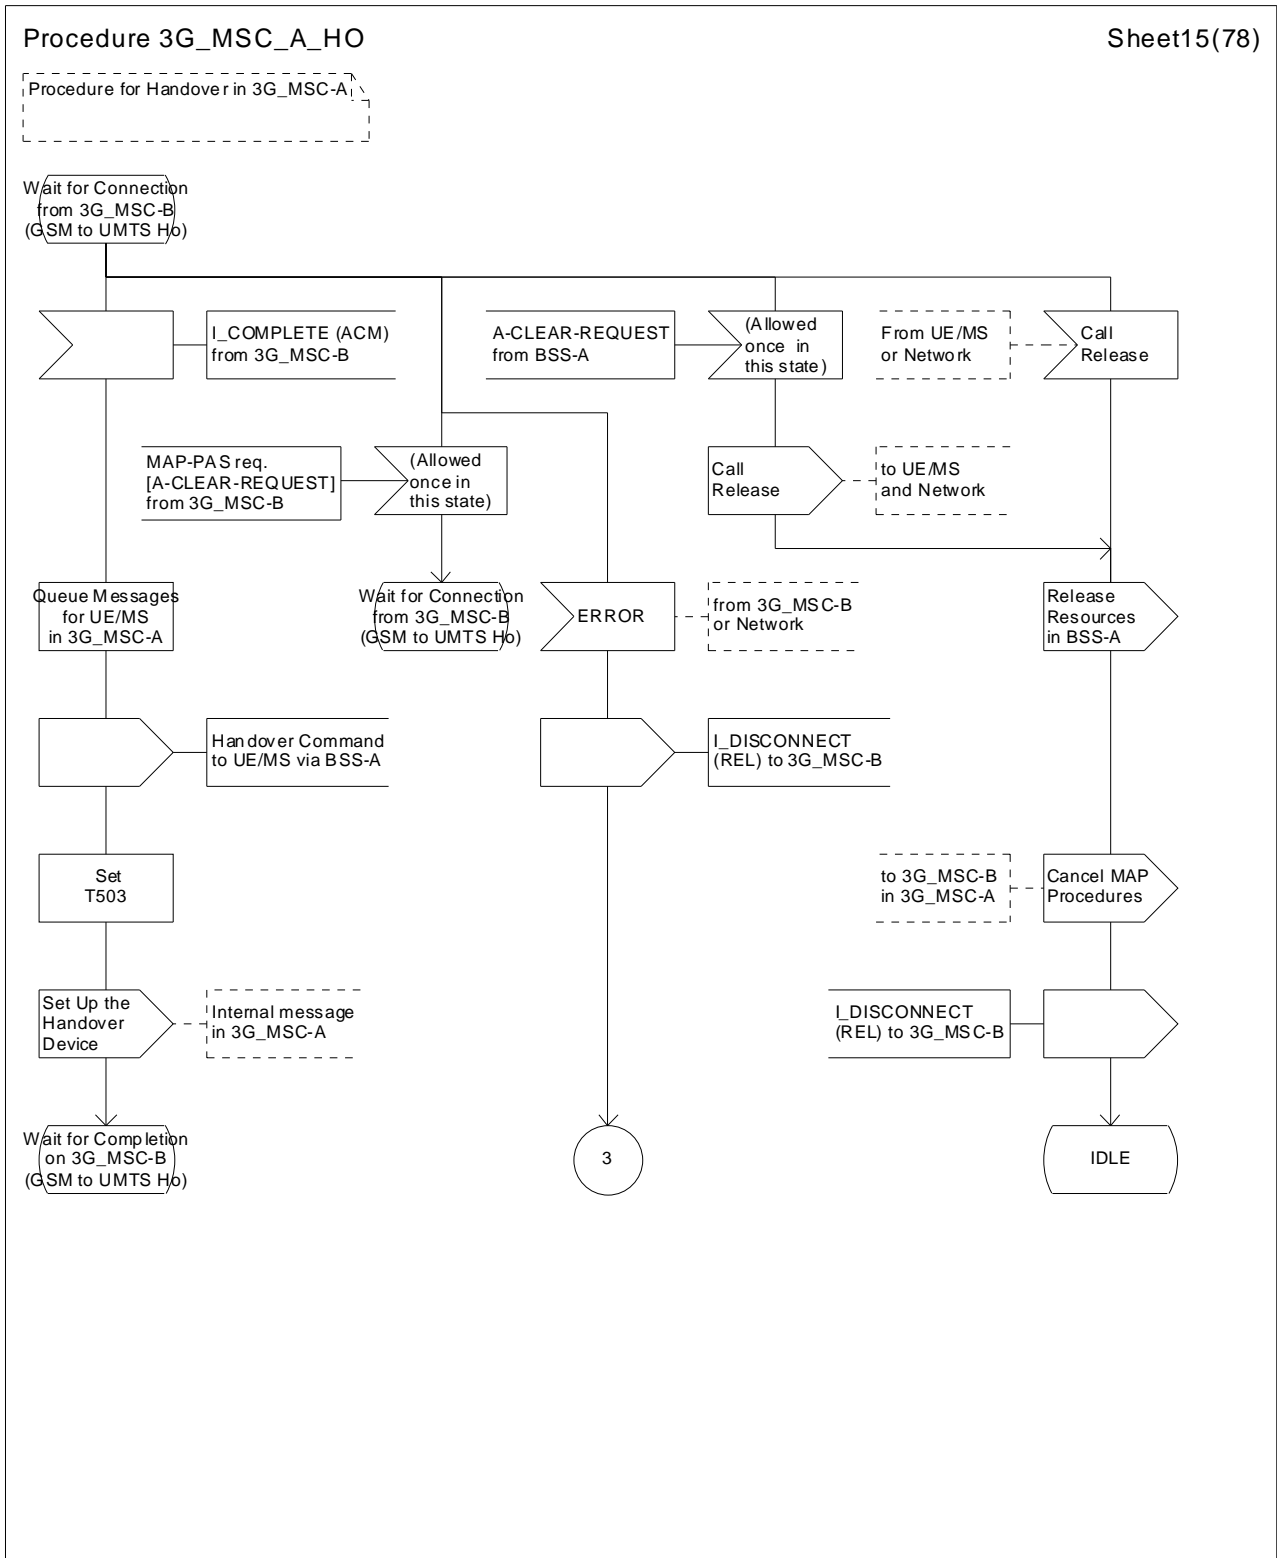 Procedure 3G_MSC_A_HO
Sheet15(78)
Procedure for Handover in 3G_MSC-A
Wait for Connection
from 3G_MSC-B
(GSM to UMTS Ho)
I_COMPLETE (ACM)
from 3G_MSC-B
A-CLEAR-REQUEST
from BSS-A
(Allowed
once in
this state)
From UE/MS
or Network
Call
Release
MAP-PAS req.
[A-CLEAR-REQUEST]
from 3G_MSC-B
(Allowed
once in
this state)
Call
Release
to UE/MS
and Network
Queue Messages
for UE/MS
in 3G_MSC-A
Wait for Connection
from 3G_MSC-B
(GSM to UMTS Ho)
ERROR
from 3G_MSC-B
or Network
Release
Resources
in BSS-A
Handover Command
to UE/MS via BSS-A
I_DISCONNECT
(REL) to 3G_MSC-B
Set
T503
to 3G_MSC-B
in 3G_MSC-A
Cancel MAP
Procedures
Set Up the
Handover
Device
Internal message
in 3G_MSC-A
I_DISCONNECT
(REL) to 3G_MSC-B
Wait for Completion
on 3G_MSC-B
(GSM to UMTS Ho)
3
IDLE